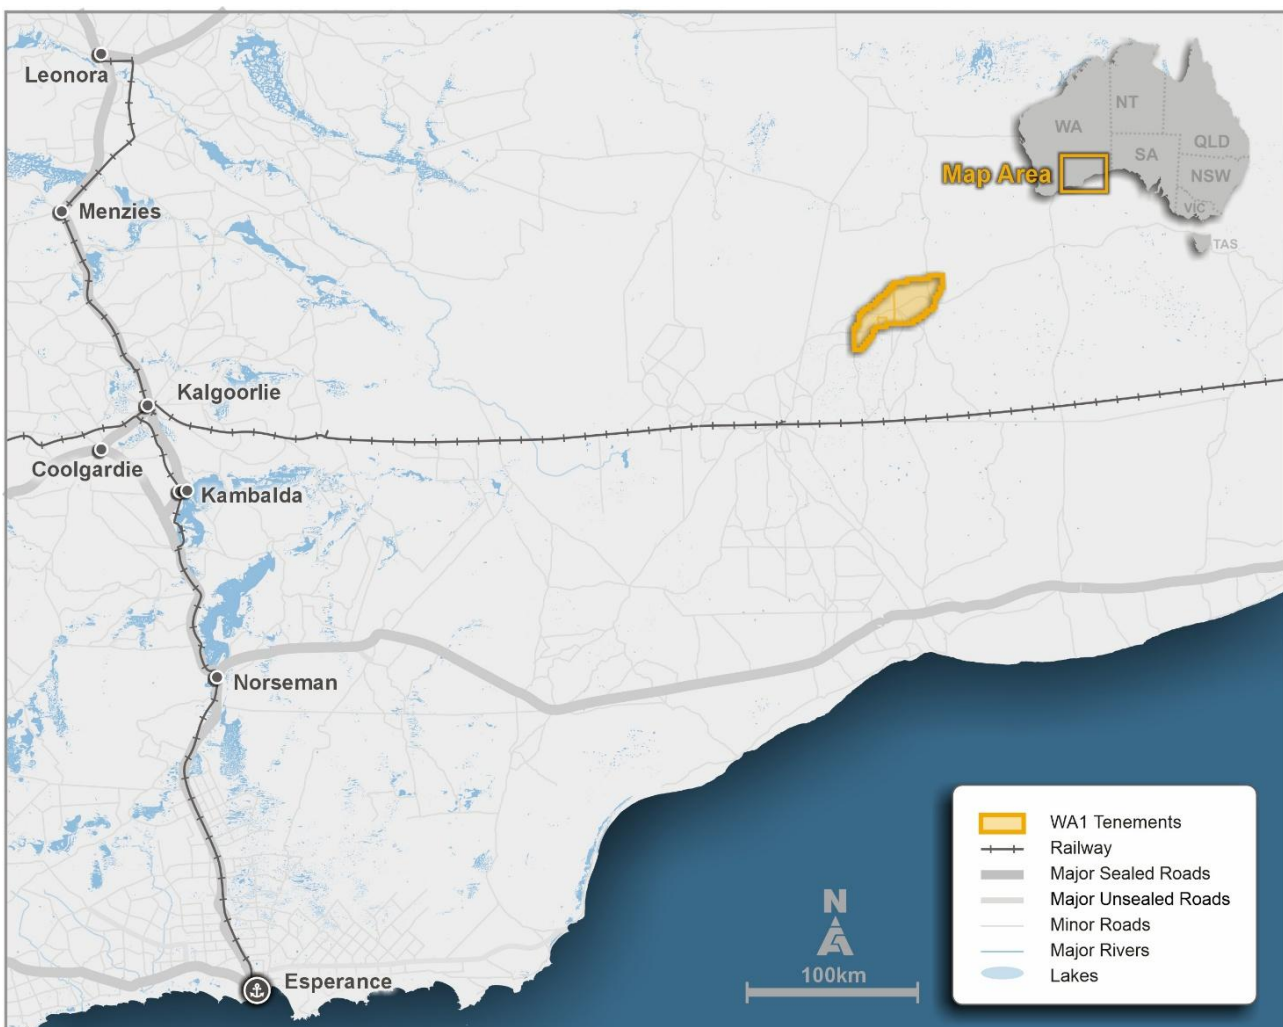 Leonora
Menzies
Kalgoorlie
Coolgardie
Kambalda
Norseman
Esperance
NT
WA
QLD
SA
NSW
VIC
TAS
Map Area
N
100km
WA1 Tenements
Railway
Major Sealed Roads
Major Unsealed Roads
Minor Roads
Major Rivers
Lakes